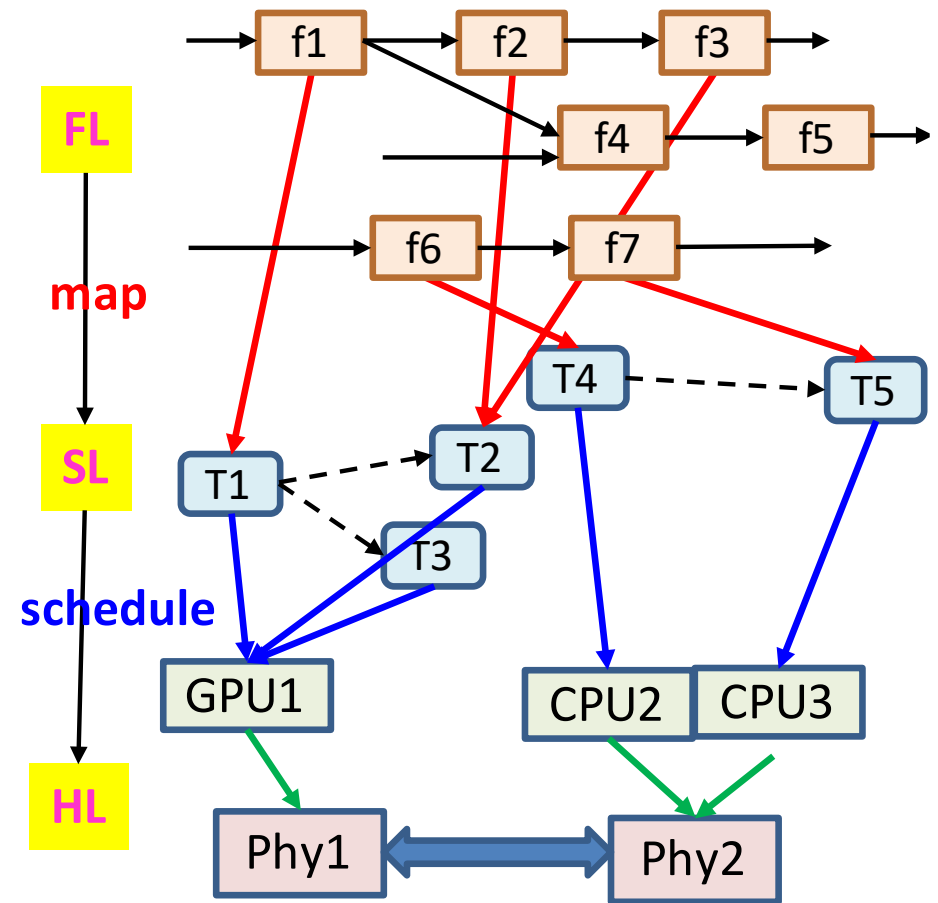 f1
f2
f3
FL
f4
f5
f6
f7
map
T4
T5
SL
T1
T2
T3
schedule
GPU1
CPU2
CPU3
HL
Phy1
Phy2